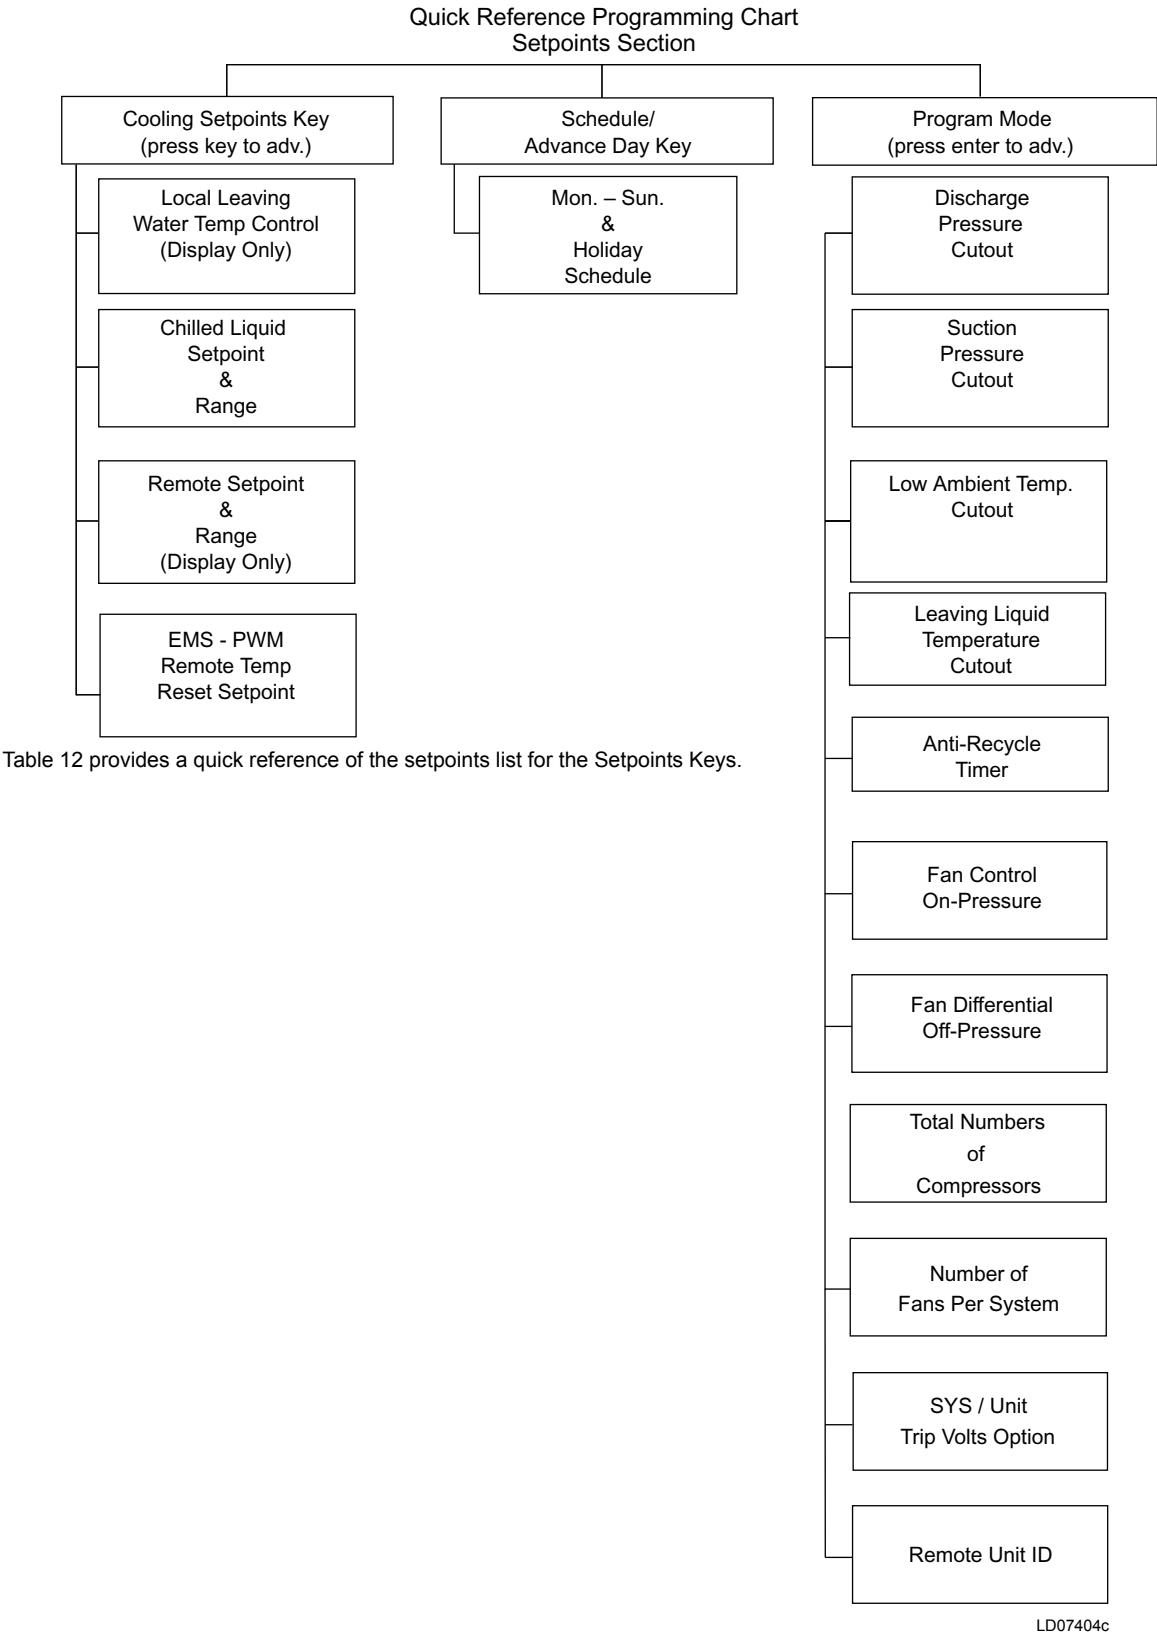 Quick Reference Programming Chart
Setpoints Section
Cooling Setpoints Key
(press key to adv.)
Local Leaving
Water Temp Control
(Display Only)
Chilled Liquid
Setpoint
&
Range
Remote Setpoint
&
Range
(Display Only)
EMS - PWM
Remote Temp
Reset Setpoint
Schedule/
Advance Day Key
Mon. – Sun.
&
Holiday
Schedule
Program Mode
(press enter to adv.)
Discharge
Pressure
Cutout
Suction
Pressure
Cutout
Low Ambient Temp.
Cutout
Leaving Liquid
Temperature
Cutout
Anti-Recycle
Timer
Fan Control
On-Pressure
Fan Differential
Off-Pressure
Total Numbers
of
Compressors
Number of
Fans Per System
SYS / Unit
Trip Volts Option
Remote Unit ID
Table 12 provides a quick reference of the setpoints list for the Setpoints Keys.
LD07404c